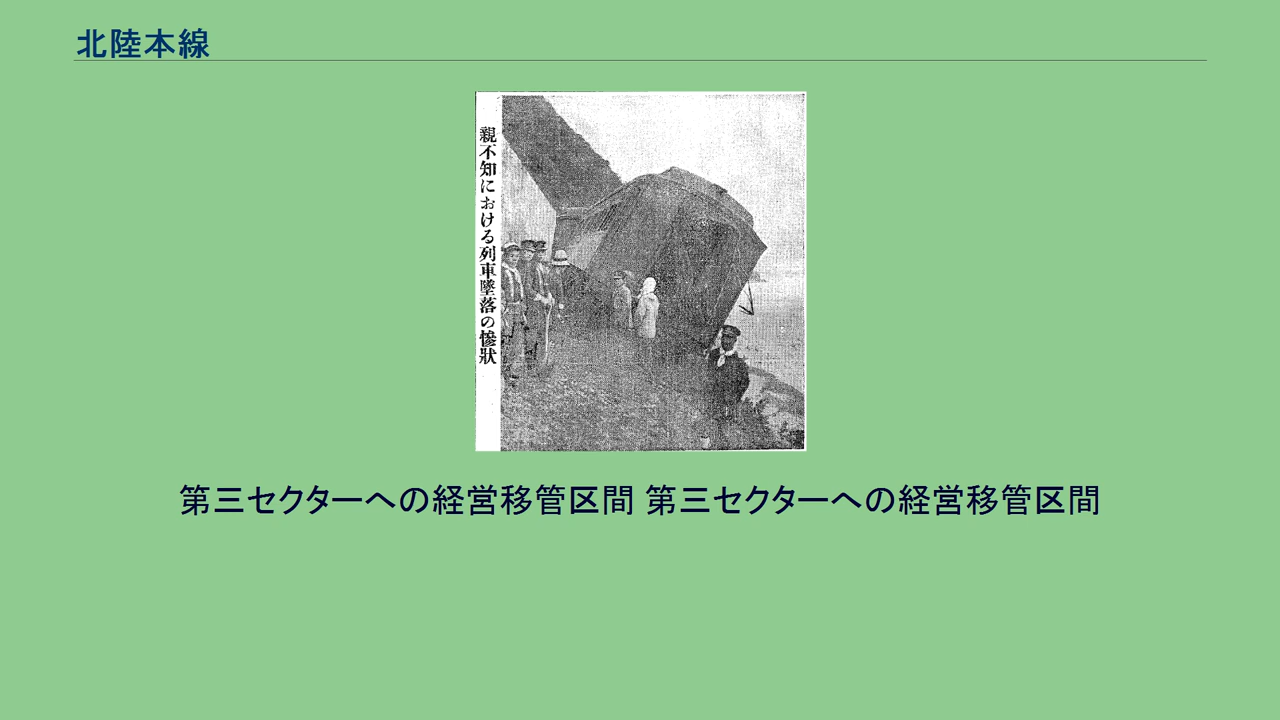 北陸本線
親不知における列車墜落の惨狀
第三セクターへの経営移管区間 第三セクターへの経営移管区間